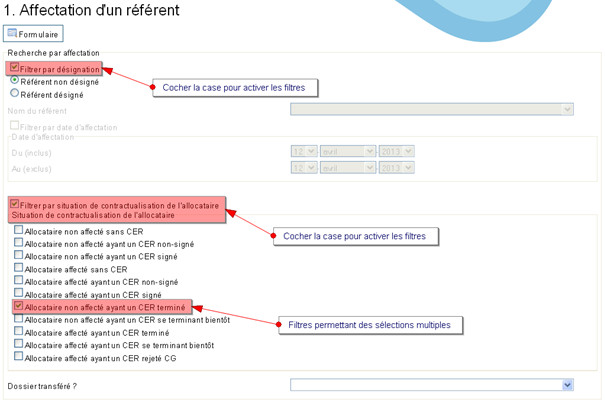 1. Affectation d'un référent
Formulaire
Recherche par affectation
Filtrer par désignation
Référent non désigné
Cocher la case pour activer les filtres
Référent désigné
Nom du référent
Filtrer par date d'affectation
Date d'affectation
Du (inclus) 12 avril 2013
Au (exclus) 12 avril 2013
Filtrer par situation de contractualisation de l'allocataire
Situation de contractualisation de l'allocataire
Allocataire non affecté sans CER
Cocher la case pour activer les filtres
Allocataire non affecté ayant un CER non-signé
Allocataire non affecté ayant un CER signé
Allocataire affecté sans CER
Allocataire affecté ayant un CER non-signé
Allocataire affecté ayant un CER signé
Allocataire non affecté ayant un CER terminé
Allocataire non affecté ayant un CER se terminant bientôt
Filtres permettant des sélections multiples
Allocataire affecté ayant un CER terminé
Allocataire affecté ayant un CER se terminant bientôt
Allocataire affecté ayant un CER rejeté CG
Dossier transféré ?